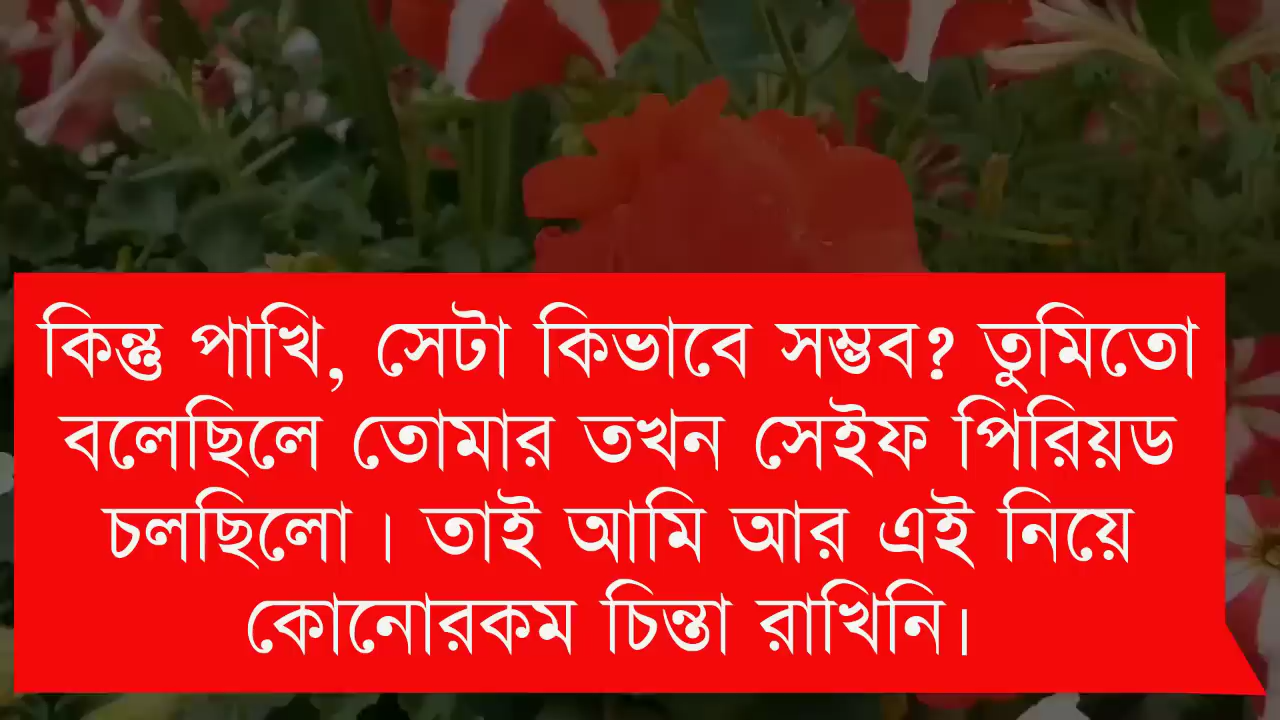 কিন্তু পাখি, সেটা কিভাবে সম্ভব? তুমিতো
বলেছিলে তোমার তখন সেইফ পিরিয়ড
চলছিলো। তাই আমি আর এই নিয়ে
কোনোরকম চিন্তা রাখিনি।